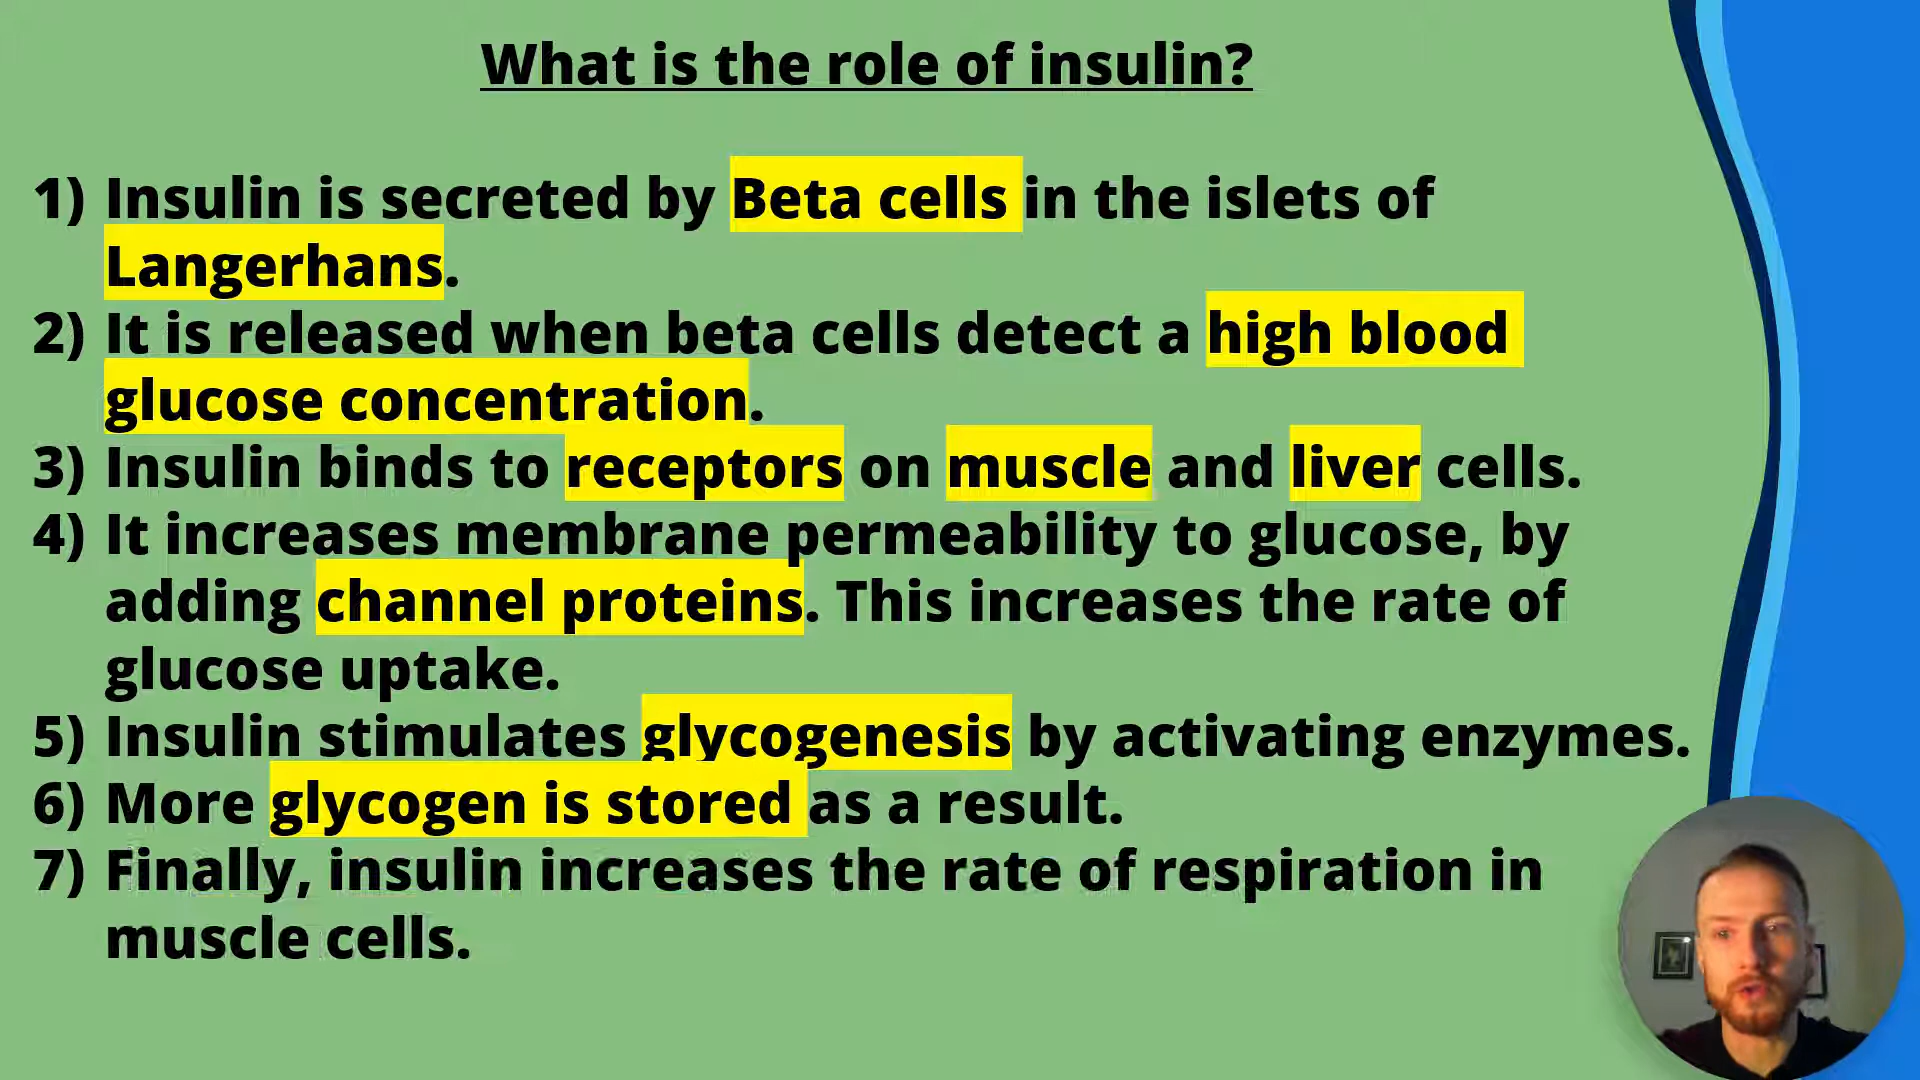 What is the role of insulin?
1) Insulin is secreted by Beta cells in the islets of
Langerhans.
2) It is released when beta cells detect a high blood
glucose concentration.
3) Insulin binds to receptors on muscle and liver cells.
4) It increases membrane permeability to glucose, by
adding channel proteins. This increases the rate of
glucose uptake.
5) Insulin stimulates glycogenesis by activating enzymes.
6) More glycogen is stored as a result.
7) Finally, insulin increases the rate of respiration in
muscle cells.